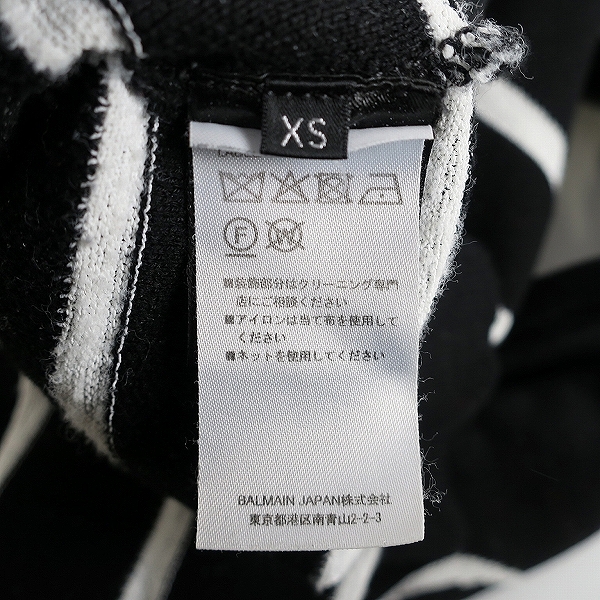 XS
F
W
■装飾部分はクリーニング専門
店にご相談ください
■アイロンは当て布を使用して
ください
■ネットを使用してください
BALMAIN JAPAN株式会社
東京都港区南青山2-2-3